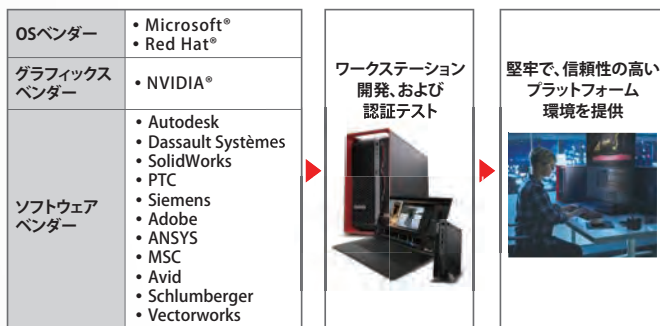 OSベンダー
• Microsoft®
• Red Hat®
グラフィックス
ベンダー
• NVIDIA®
ソフトウェア
ベンダー
• Autodesk
• Dassault Systèmes
• SolidWorks
• PTC
• Siemens
• Adobe
• ANSYS
• MSC
• Avid
• Schlumberger
• Vectorworks
ワークステーション
開発、および
認証テスト
堅牢で、信頼性の高い
プラットフォーム
環境を提供